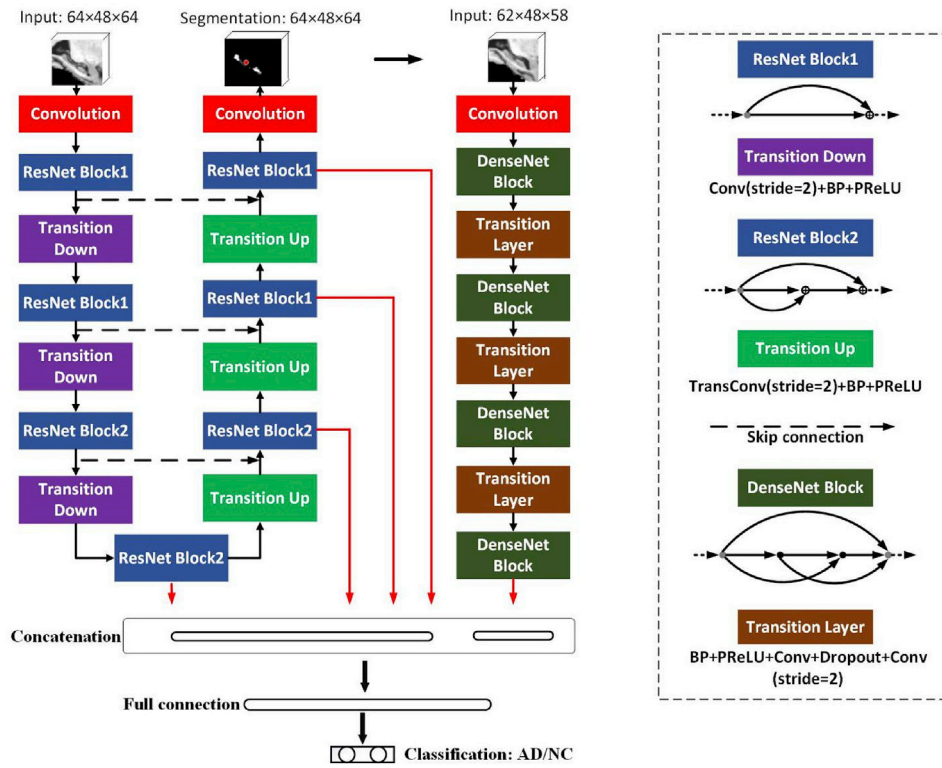 Input: 64×48×64
Segmentation: 64×48×64
Input: 62×48×58
Convolution
ResNet Block1
Transition
Down
ResNet Block1
Transition
Down
ResNet Block2
Transition
Down
ResNet Block2
Convolution
ResNet Block1
Transition Up
ResNet Block1
Transition Up
ResNet Block2
Transition Up
Convolution
DenseNet
Block
Transition
Layer
DenseNet
Block
Transition
Layer
DenseNet
Block
Transition
Layer
DenseNet
Block
Concatenation
Full connection
Classification: AD/NC
ResNet Block1
Transition Down
Conv(stride=2)+BP+PReLU
ResNet Block2
Transition Up
TransConv(stride=2)+BP+PReLU
Skip connection
DenseNet Block
Transition Layer
BP+PReLU+Conv+Dropout+Conv
(stride=2)